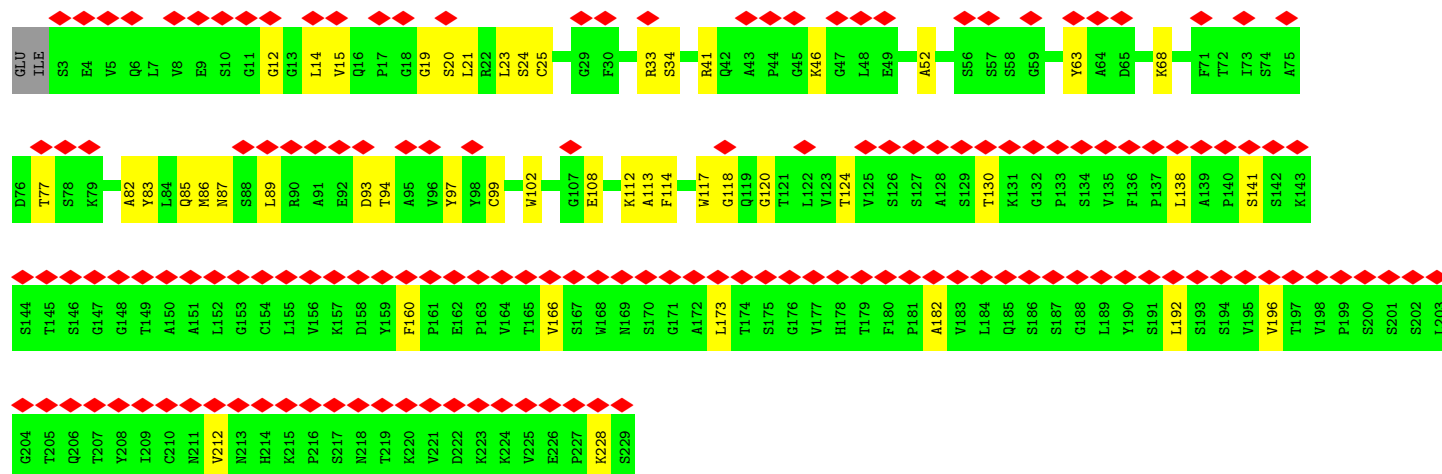 GLU ILE S3 E4 V5 Q6 L7 V8 E9 S10 G11 G12 G13 L14 V15 Q16 P17 G18 G19 S20 L21 R22 L23 S24 C25 G29 F30 R33 S34 R41 Q42 A43 P44 G45 K46 G47 L48 E49 A52 S56 S57 S58 G59 Y63 A64 D65 K68 F71 T72 I73 S74 A75
D76 T77 S78 K79 A82 Y83 L84 Q85 M86 N87 S88 L89 R90 A91 E92 D93 T94 A95 V96 Y97 Y98 C99 W102 G107 E108 K112 A113 F114 W117 G118 Q119 G120 T121 L122 V123 T124 V125 S126 S127 A128 S129 T130 K131 G132 P133 S134 V135 F136 P137 L138 A139 P140 S141 S142 K143
S144 T145 S146 G147 G148 T149 A150 A151 L152 G153 C154 L155 V156 K157 D158 Y159 F160 P161 E162 P163 V164 T165 V166 S167 W168 N169 S170 G171 A172 L173 T174 S175 G176 V177 H178 T179 F180 P181 A182 V183 L184 Q185 S186 S187 G188 L189 Y190 S191 L192 S193 S194 V195 V196 T197 V198 P199 S200 S201 S202 L203
G204 T205 Q206 T207 Y208 I209 C210 N211 V212 N213 H214 K215 P216 S217 N218 T219 K220 V221 D222 K223 K224 V225 E226 P227 K228 S229